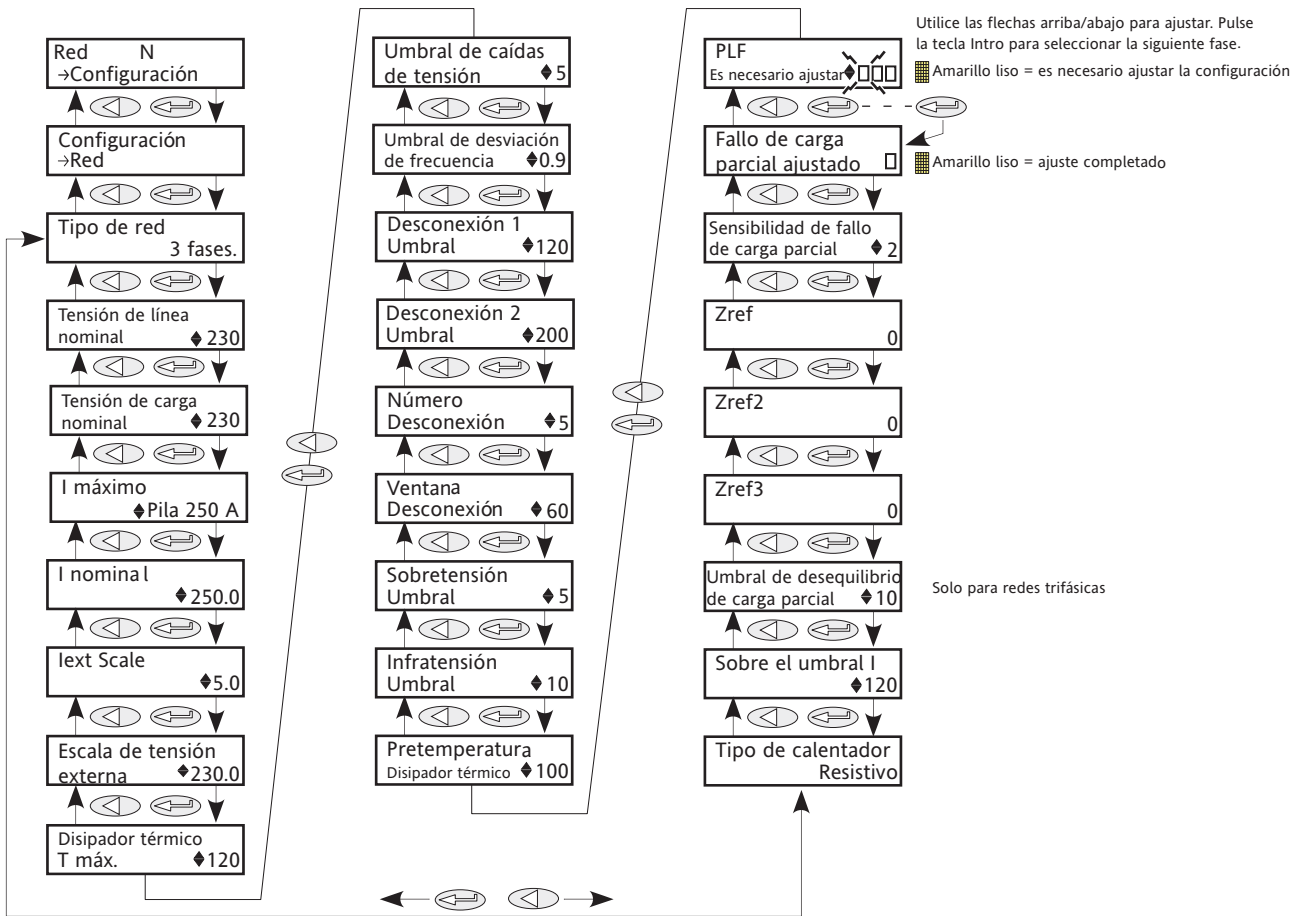 Red N
→Configuración
Configuración
→Red
Tipo de red
3 fases.
Tensión de línea
nominal ♦230
Tensión de carga
nominal ♦230
I máximo
♦Pila 250 A
I nominal
♦250.0
Iext Scale
♦5.0
Escala de tensión
externa ♦230.0
Disipador térmico
T máx. ♦120
Umbral de caídas
de tensión ♦5
Umbral de desviación
de frecuencia ♦0.9
Desconexión 1
Umbral ♦120
Desconexión 2
Umbral ♦200
Número
Desconexión ♦5
Ventana
Desconexión ♦60
Sobretensión
Umbral ♦5
Infratensión
Umbral ♦10
Pretemperatura
Disipador térmico ♦100
PLF
Es necesario ajustar♦
Fallo de carga
parcial ajustado
Sensibilidad de fallo
de carga parcial ♦2
Zref
0
Zref2
0
Zref3
0
Umbral de desequilibrio
de carga parcial ♦10
Sobre el umbral I
♦120
Tipo de calentador
Resistivo
Utilice las flechas arriba/abajo para ajustar. Pulse
la tecla Intro para seleccionar la siguiente fase.
Amarillo liso = es necesario ajustar la configuración
Amarillo liso = ajuste completado
Solo para redes trifásicas